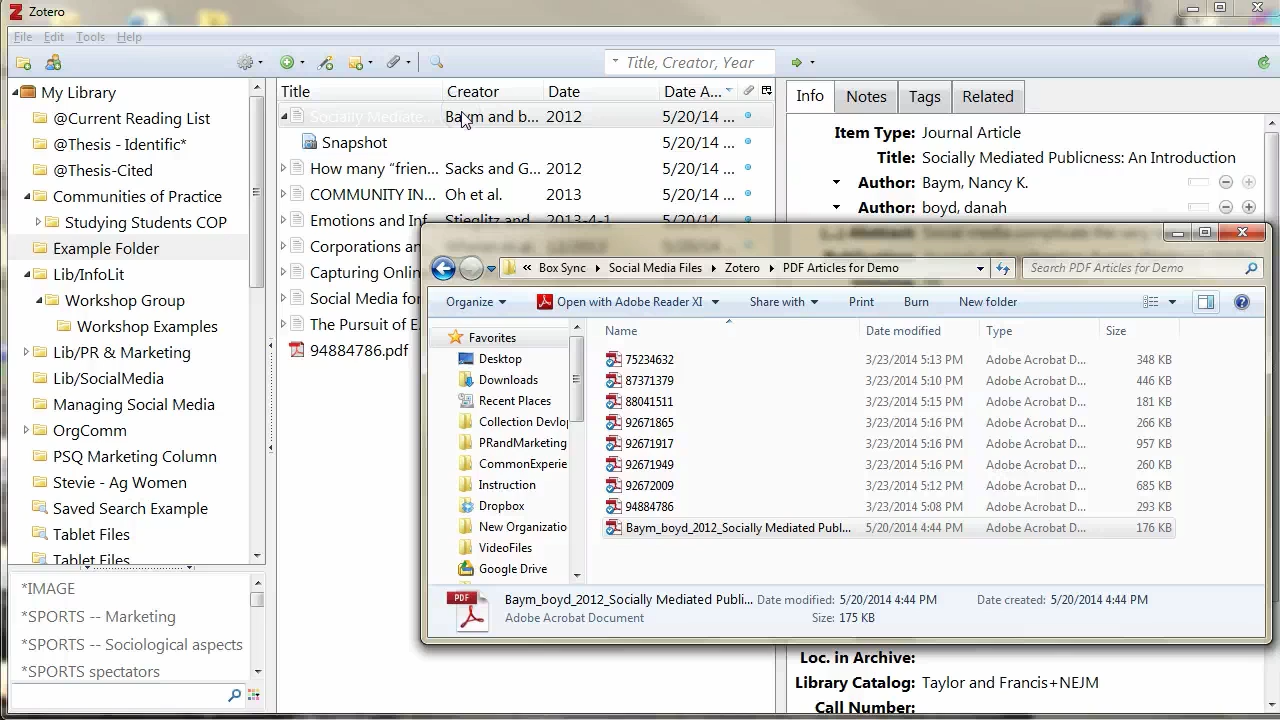 Zotero
File Edit Tools Help
Title, Creator, Year
My Library
@Current Reading List
@Thesis - Identific*
@Thesis-Cited
Communities of Practice
Studying Students COP
Example Folder
Lib/InfoLit
Workshop Group
Workshop Examples
Lib/PR & Marketing
Lib/SocialMedia
Managing Social Media
OrgComm
PSQ Marketing Column
Stevie - Ag Women
Saved Search Example
Tablet Files
Tablet Files
*IMAGE
*SPORTS -- Marketing
*SPORTS -- Sociological aspects
*SPORTS spectators
Title Creator Date Date A...
Socially Mediate... Baym and b... 2012 5/20/14 ...
Snapshot 5/20/14 ...
How many "frien... Sacks and G... 2012 5/20/14 ...
COMMUNITY IN... Oh et al. 2013 5/20/14 ...
Emotions and Inf... Stieglitz and 2013-4-1 5/20/14 ...
Corporations an
Capturing Onlin
Social Media for
The Pursuit of E
94884786.pdf
Info Notes Tags Related
Item Type: Journal Article
Title: Socially Mediated Publicness: An Introduction
Author: Baym, Nancy K.
Author: boyd, danah
« Box Sync Social Media Files Zotero PDF Articles for Demo
Search PDF Articles for Demo
Organize Open with Adobe Reader XI Share with Print Burn New folder
Favorites
Desktop
Downloads
Recent Places
Collection Devlop
PRandMarketing
CommonExperie
Instruction
Dropbox
New Organizatio
VideoFiles
Google Drive
Name Date modified Type Size
75234632 3/23/2014 5:13 PM Adobe Acrobat D... 348 KB
87371379 3/23/2014 5:10 PM Adobe Acrobat D... 446 KB
88041511 3/23/2014 5:15 PM Adobe Acrobat D... 181 KB
92671865 3/23/2014 5:16 PM Adobe Acrobat D... 266 KB
92671917 3/23/2014 5:16 PM Adobe Acrobat D... 957 KB
92671949 3/23/2014 5:16 PM Adobe Acrobat D... 260 KB
92672009 3/23/2014 5:12 PM Adobe Acrobat D... 685 KB
94884786 3/23/2014 5:08 PM Adobe Acrobat D... 293 KB
Baym_boyd_2012_Socially Mediated Publ... 5/20/2014 4:44 PM Adobe Acrobat D... 176 KB
PDF
Baym_boyd_2012_Socially Mediated Publi... Date modified: 5/20/2014 4:44 PM Date created: 5/20/2014 4:44 PM
Adobe Acrobat Document Size: 175 KB
Loc. in Archive:
Library Catalog: Taylor and Francis+NEJM
Call Number: